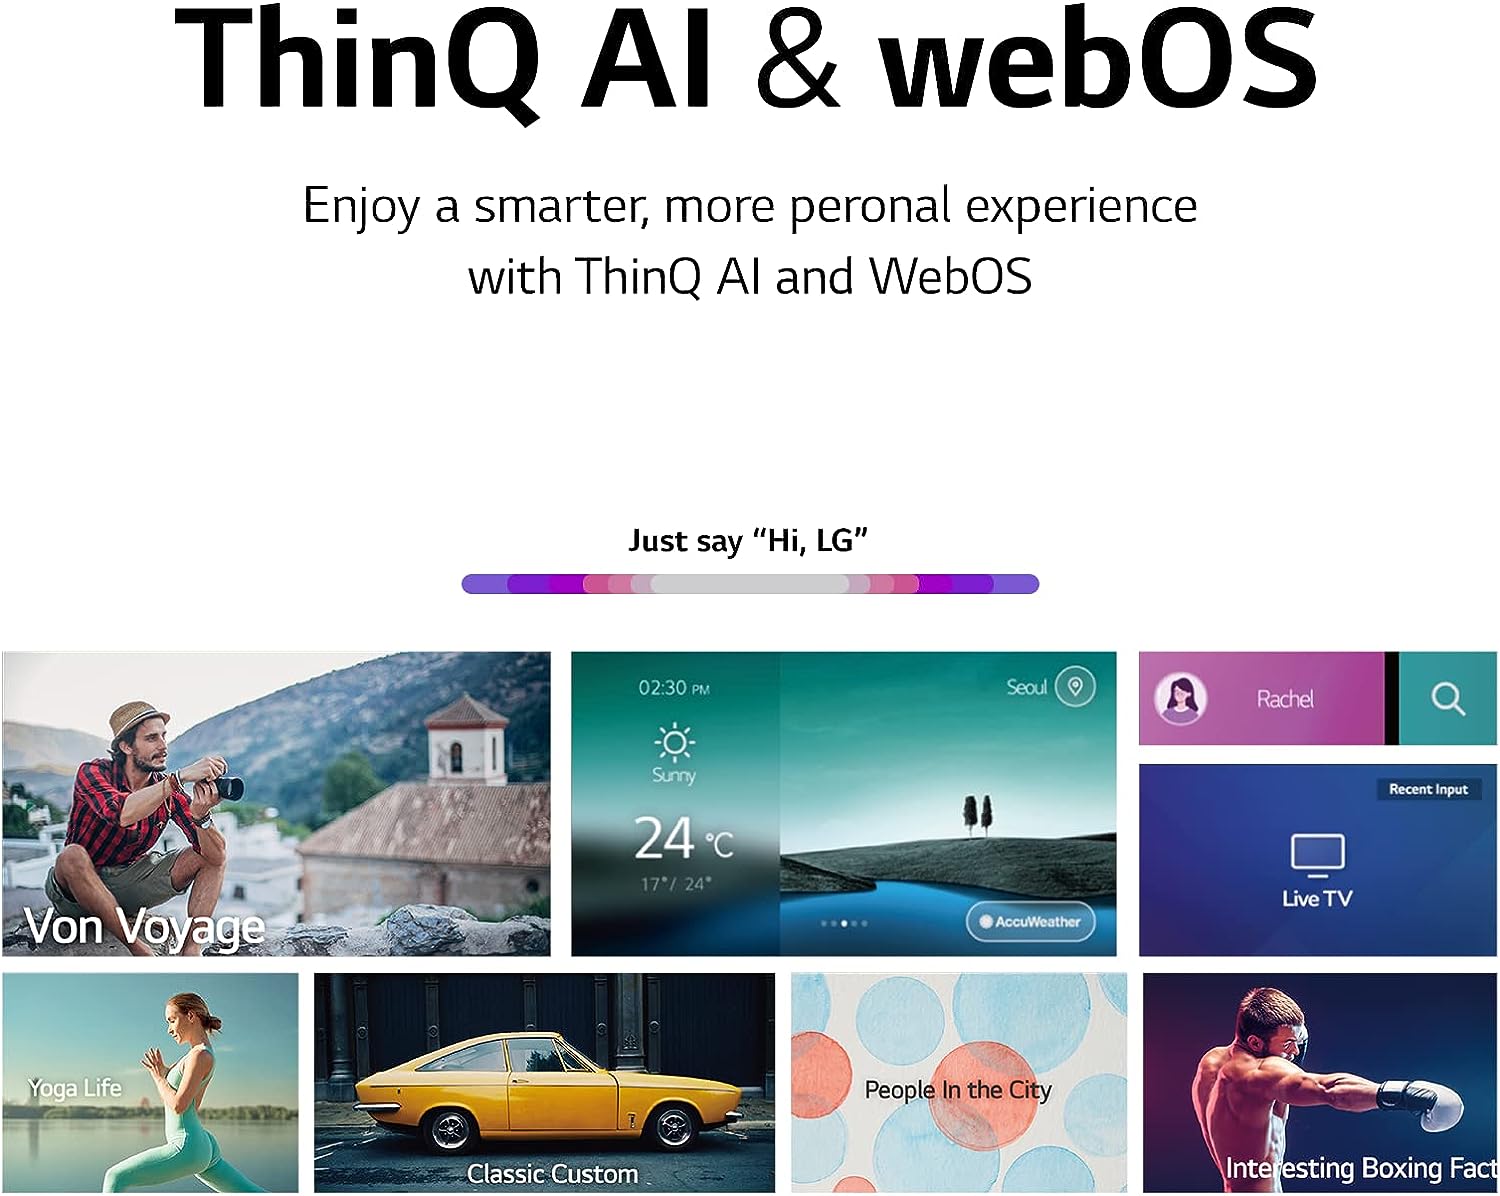 ThinQ AI & webOS
Enjoy a smarter, more peronal experience
with ThinQ AI and WebOS
Just say “Hi, LG”
Von Voyage
02:30 PM
Sunny
24 °C
17°/ 24°
Seoul
AccuWeather
Rachel
Recent Input
Live TV
Yoga Life
Classic Custom
People In the City
Interesting Boxing Fact